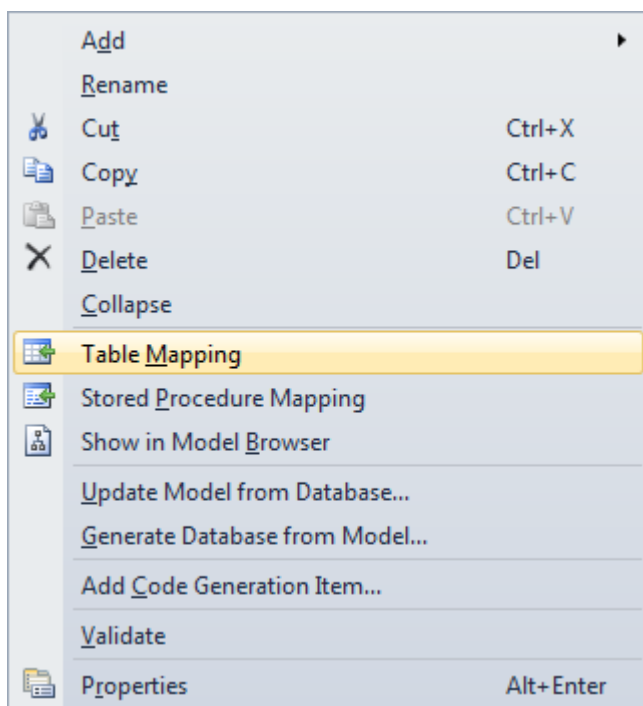 Add
Rename
Cut Ctrl+X
Copy Ctrl+C
Paste Ctrl+V
Delete Del
Collapse
Table Mapping
Stored Procedure Mapping
Show in Model Browser
Update Model from Database...
Generate Database from Model...
Add Code Generation Item...
Validate
Properties Alt+Enter